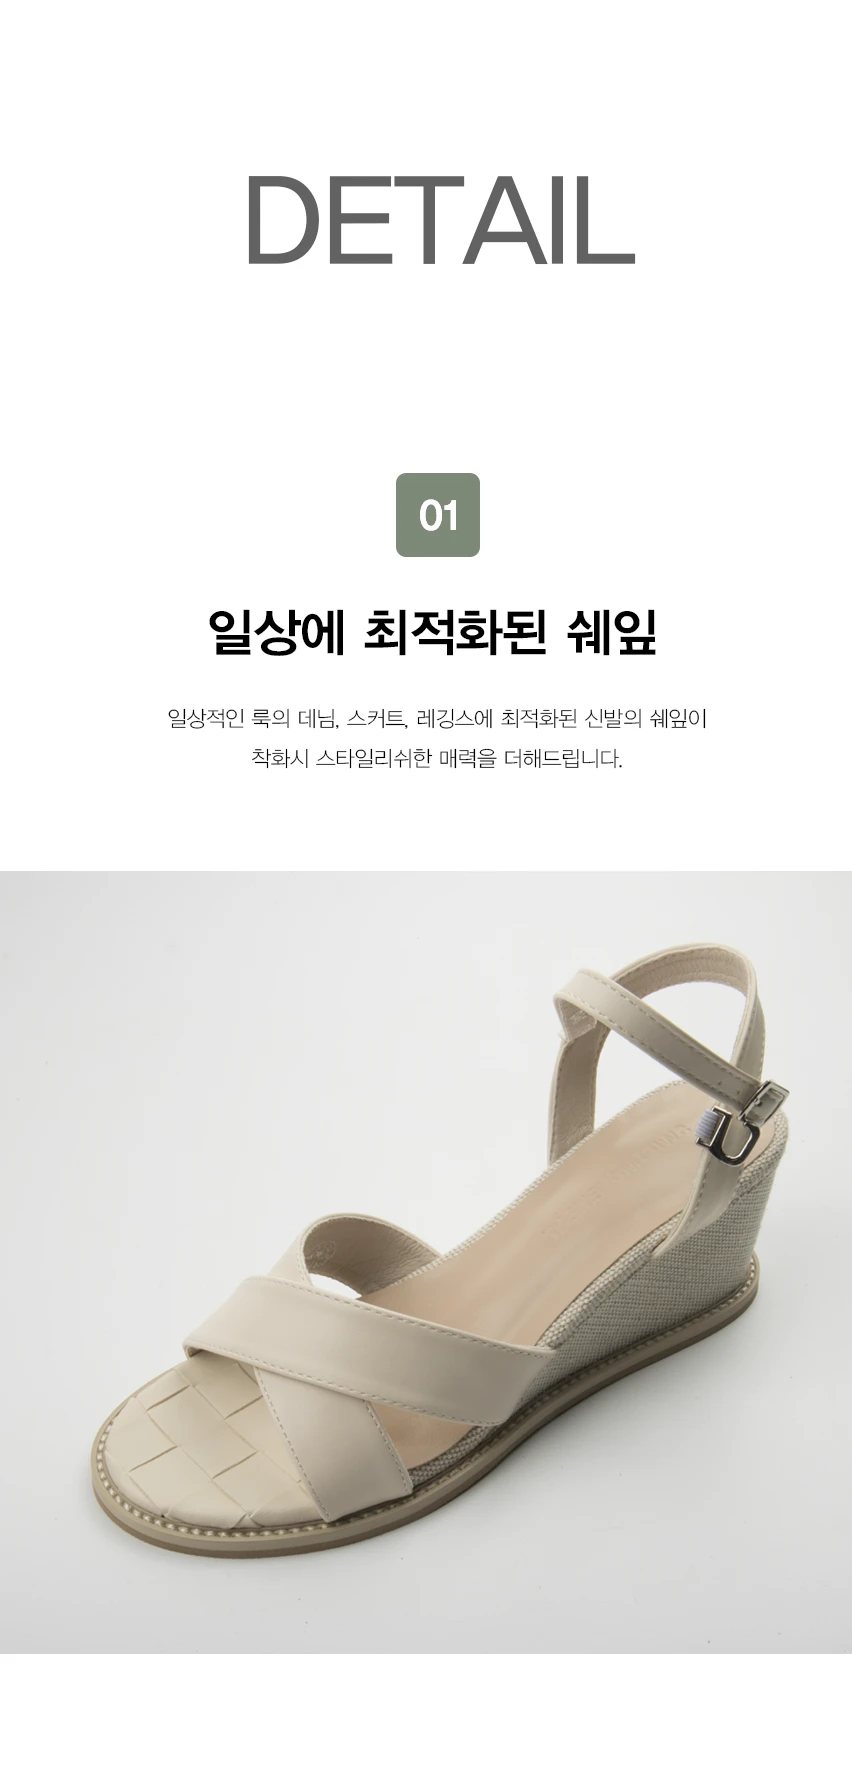 DETAIL
01
일상에 최적화된 쉐잎
일상적인 룩의 데님, 스커트, 레깅스에 최적화된 신발의 쉐잎이
착화시 스타일리쉬한 매력을 더해드립니다.